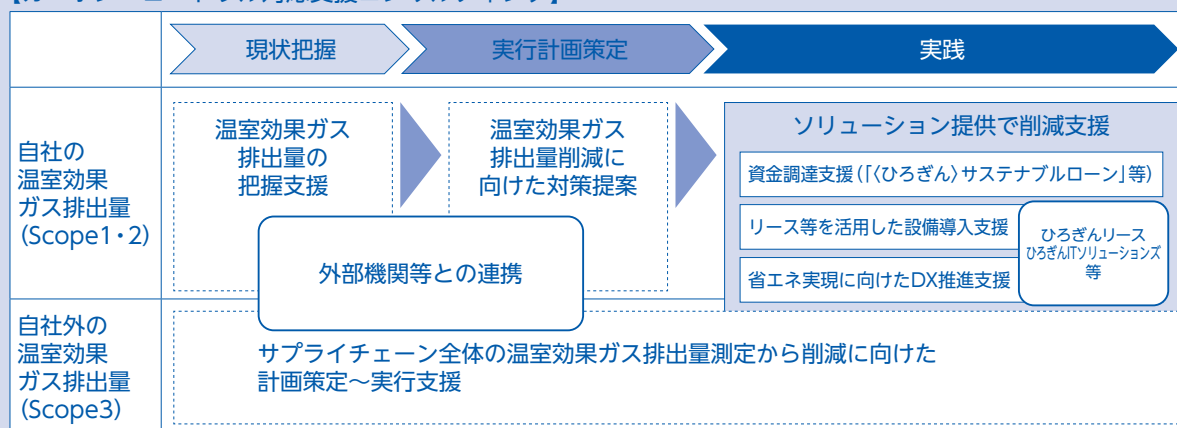 現状把握
実行計画策定
実践
自社の
温室効果
ガス排出量
(Scope1・2)
温室効果ガス
排出量の
把握支援
温室効果ガス
排出量削減に
向けた対策提案
外部機関等との連携
ソリューション提供で削減支援
資金調達支援(「〈ひろぎん〉サステナブルローン」等)
リース等を活用した設備導入支援
省エネ実現に向けたDX推進支援
ひろぎんリース
ひろぎんITソリューションズ
等
自社外の
温室効果
ガス排出量
(Scope3)
サプライチェーン全体の温室効果ガス排出量測定から削減に向けた
計画策定～実行支援